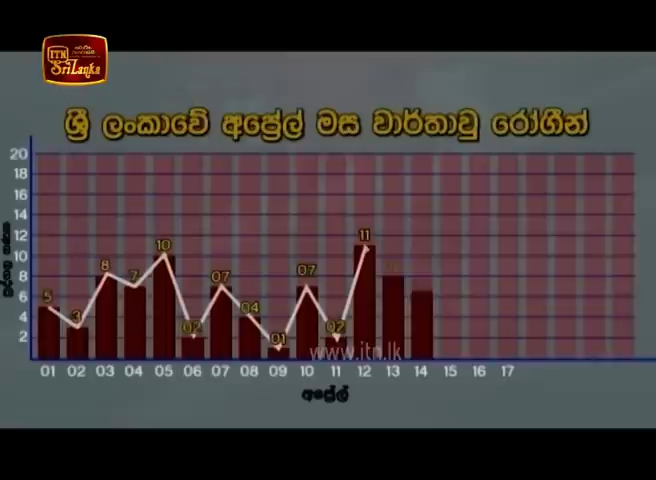 ITN
Sri Lanka
ශ්‍රී ලංකාවේ අප්‍රේල් මස වාර්තාවූ රෝගීන්
20
18
16
14
12
10
8
6
4
2
5 3 8 7 10 02 07 04 01 07 02 11
www.itn.lk
01 02 03 04 05 06 07 08 09 10 11 12 13 14 15 16 17
අප්‍රේල්